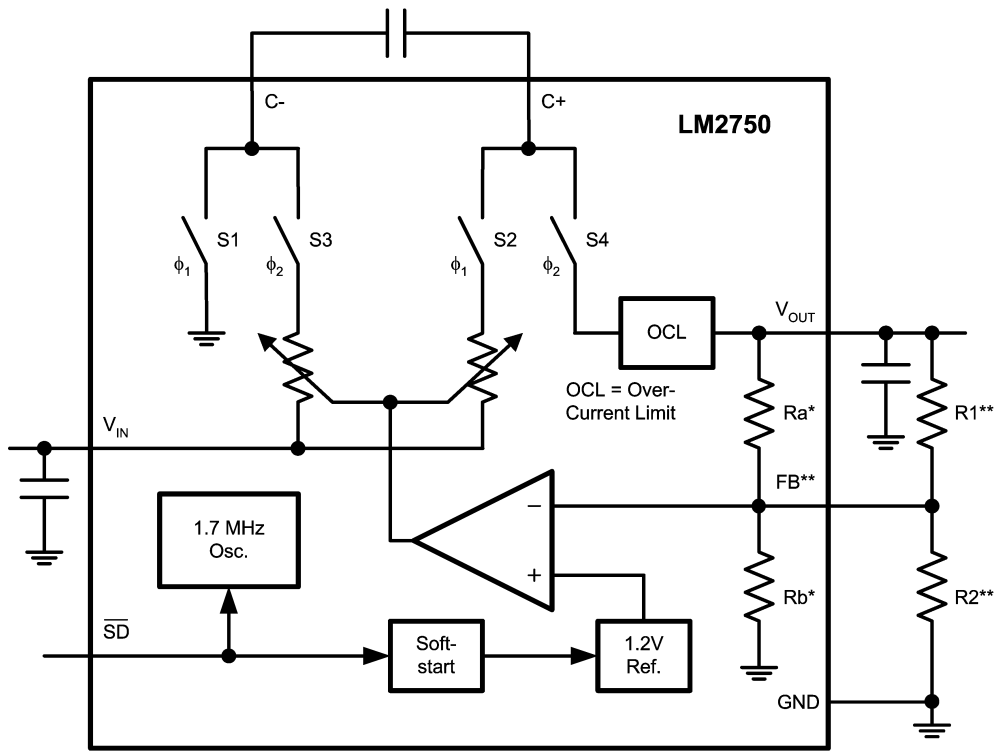 C-
C+
LM2750
S1
S3
S2
S4
ϕ1
ϕ2
ϕ1
ϕ2
VOUT
OCL
OCL = Over-
Current Limit
Ra*
R1**
VIN
FB**
1.7 MHz
Osc.
−
+
Rb*
R2**
SD
Soft-
start
1.2V
Ref.
GND